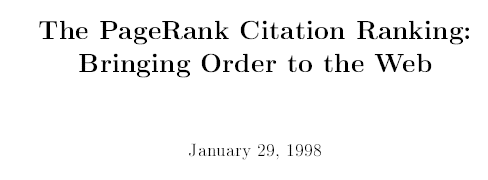 The PageRank Citation Ranking:
Bringing Order to the Web
January 29, 1998